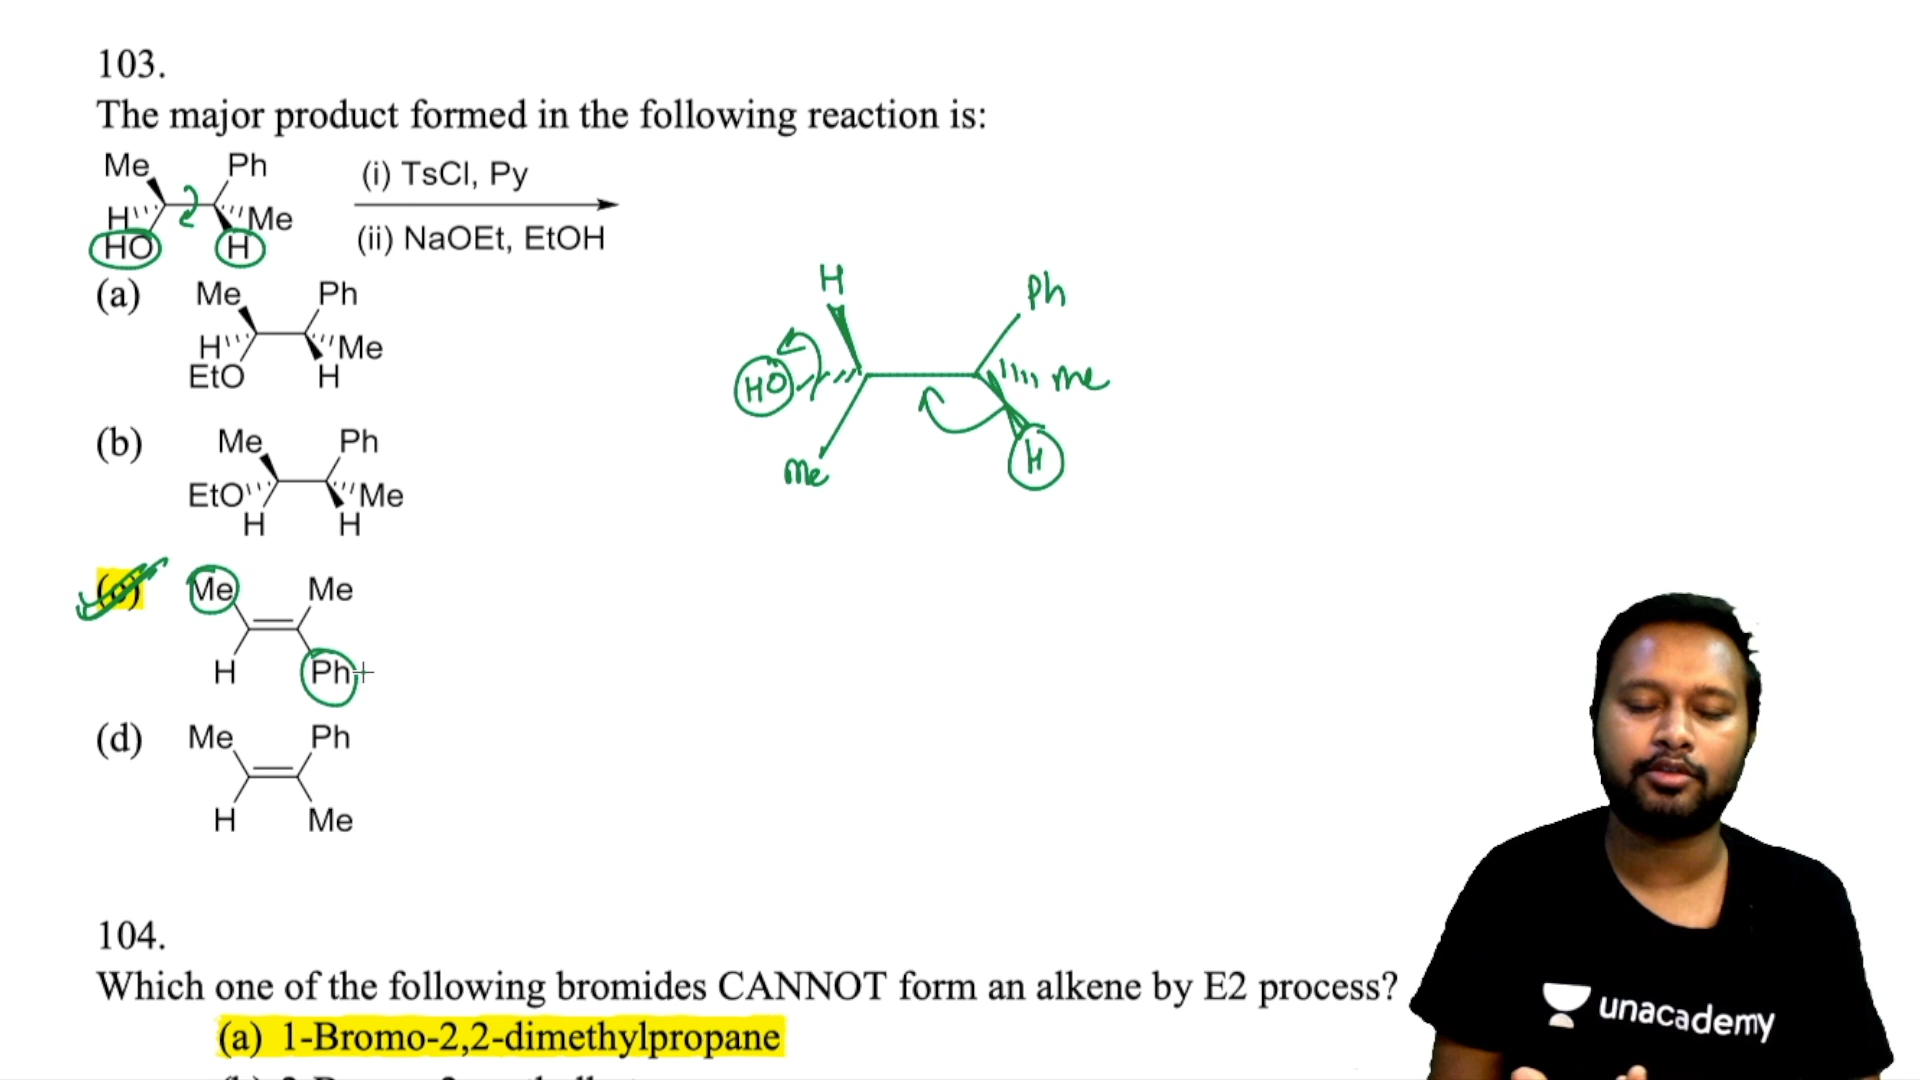 103.
The major product formed in the following reaction is:
Me Ph
H Me
HO H
(i) TsCl, Py
(ii) NaOEt, EtOH
(a) Me Ph
H Me
EtO H
(b) Me Ph
EtO Me
H H
(c) Me Me
H Ph
(d) Me Ph
H Me
H Ph
HO Me
Me H
104.
Which one of the following bromides CANNOT form an alkene by E2 process?
(a) 1-Bromo-2,2-dimethylpropane
unacademy